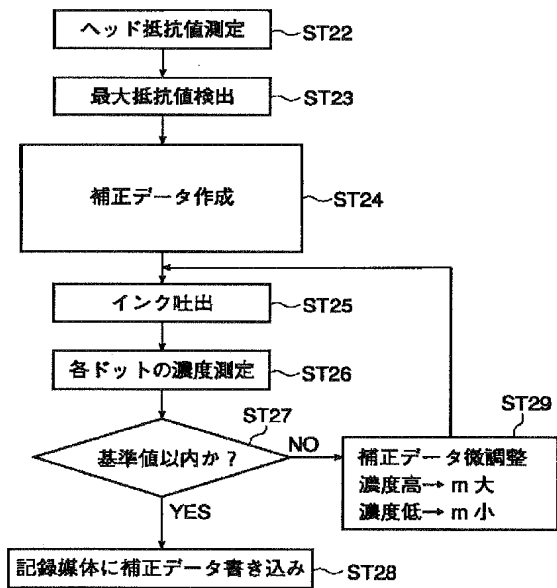 ヘッド抵抗値測定 ST22
最大抵抗値検出 ST23
補正データ作成 ST24
インク吐出 ST25
各ドットの濃度測定 ST26
ST27
基準値以内か？
NO
YES
ST29
補正データ微調整
濃度高→m大
濃度低→m小
記録媒体に補正データ書き込み ST28